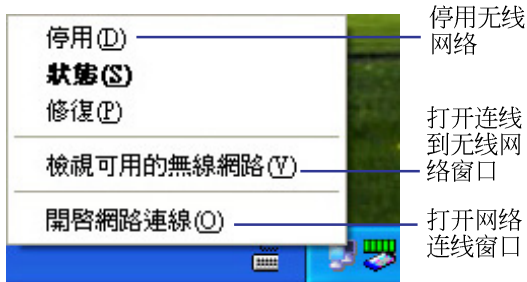 停用(D)
狀態(S)
修復(P)
檢視可用的無線網路(V)
開啓網路連線(O)
停用无线
网络
打开连线
到无线网
络窗口
打开网络
连线窗口